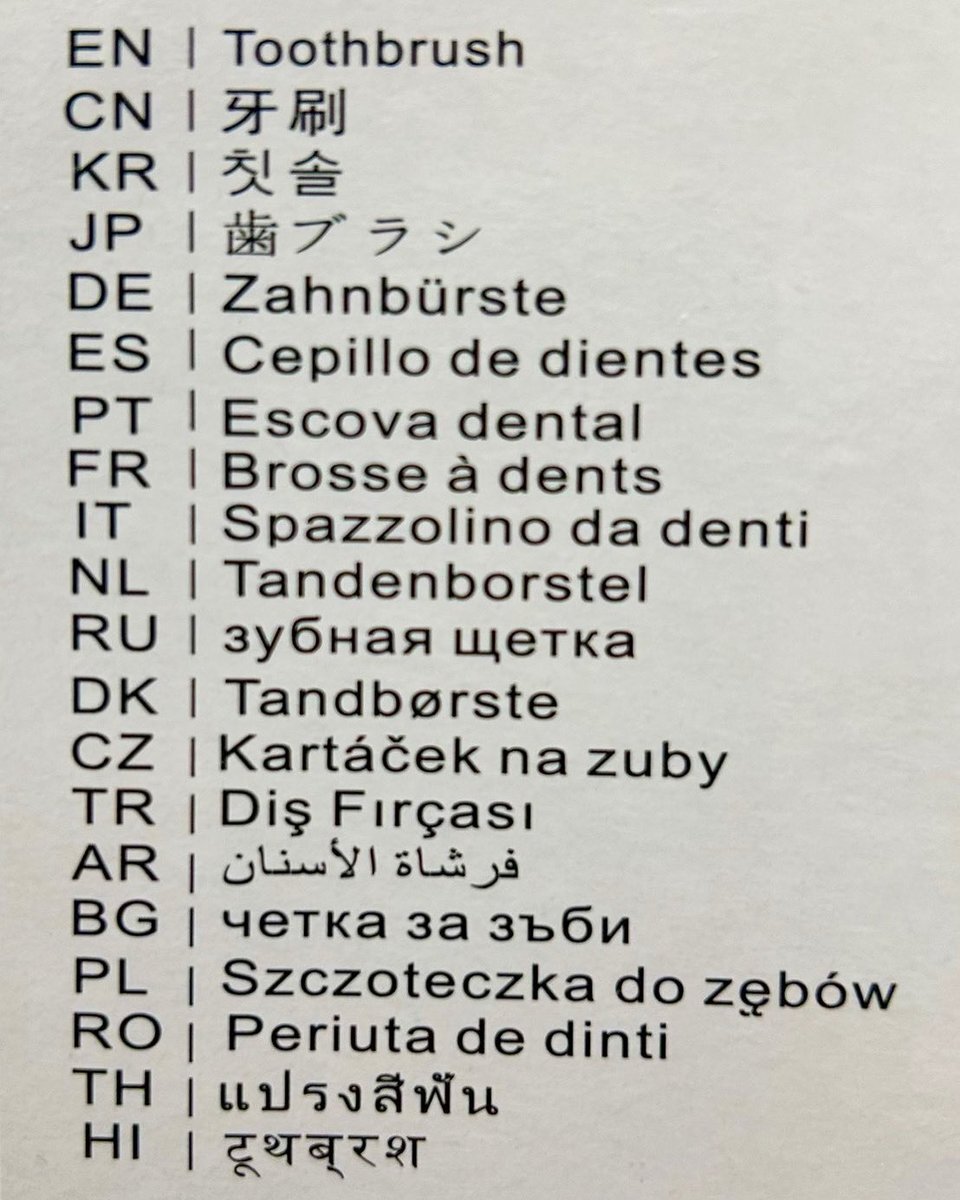 EN | Toothbrush
CN | 牙刷
KR | 칫솔
JP | 歯ブラシ
DE | Zahnbürste
ES | Cepillo de dientes
PT | Escova dental
FR | Brosse à dents
IT | Spazzolino da denti
NL | Tandenborstel
RU | зубная щетка
DK | Tandbørste
CZ | Kartáček na zuby
TR | Diş Fırçası
AR | فرشاة الأسنان
BG | четка за зъби
PL | Szczoteczka do zębów
RO | Periuta de dinti
TH | แปรงสีฟัน
HI | टूथब्रश